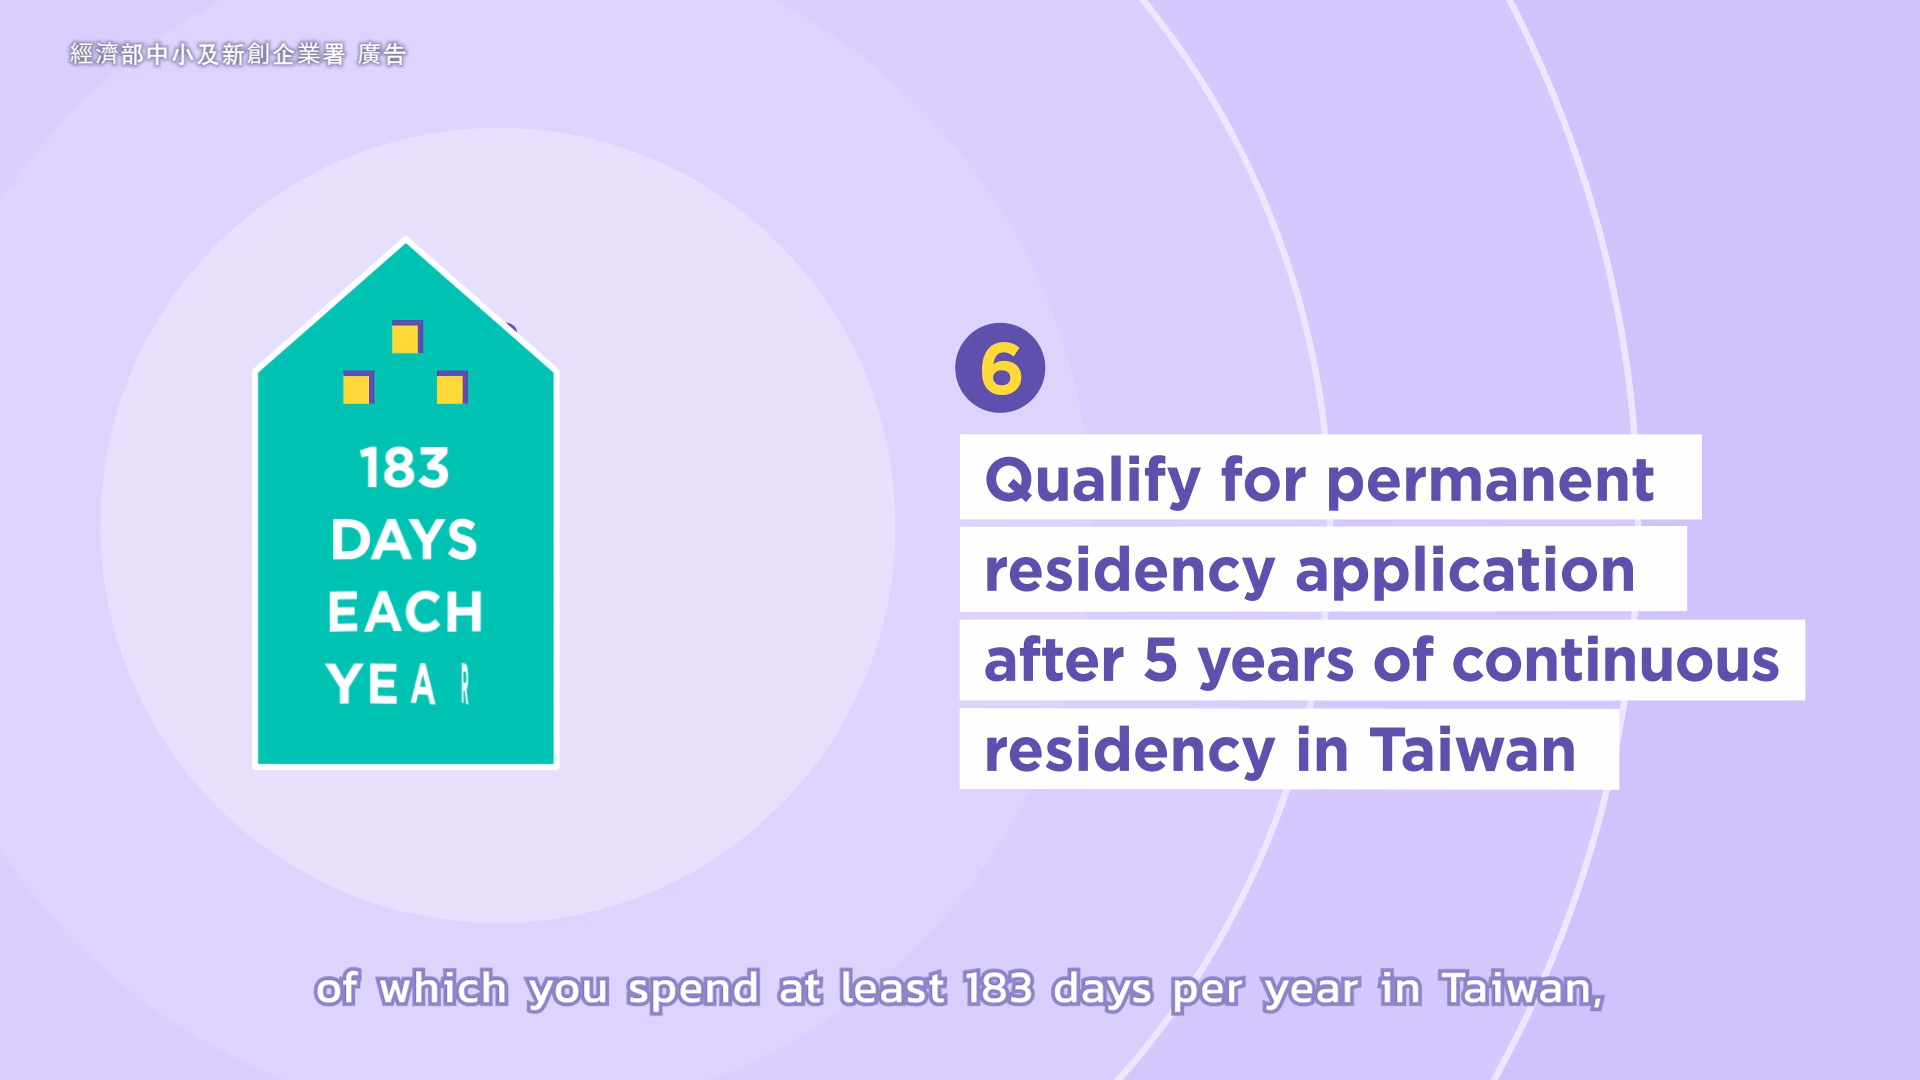 經濟部中小及新創企業署 廣告
183
DAYS
EACH
YEAR
6
Qualify for permanent
residency application
after 5 years of continuous
residency in Taiwan
of which you spend at least 183 days per year in Taiwan,